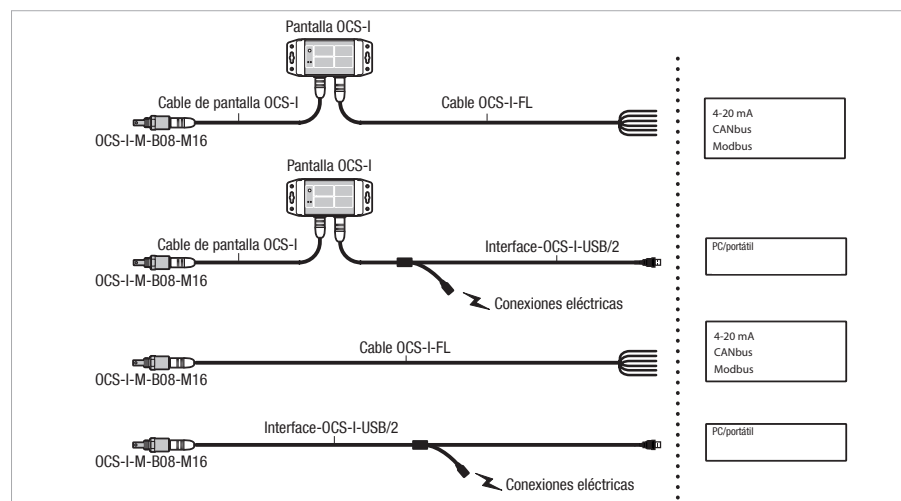 Pantalla OCS-I
Cable de pantalla OCS-I
Cable OCS-I-FL
OCS-I-M-B08-M16
4-20 mA
CANbus
Modbus
Pantalla OCS-I
Cable de pantalla OCS-I
Interface-OCS-I-USB/2
OCS-I-M-B08-M16
Conexiones eléctricas
PC/portátil
Cable OCS-I-FL
OCS-I-M-B08-M16
4-20 mA
CANbus
Modbus
Interface-OCS-I-USB/2
OCS-I-M-B08-M16
Conexiones eléctricas
PC/portátil